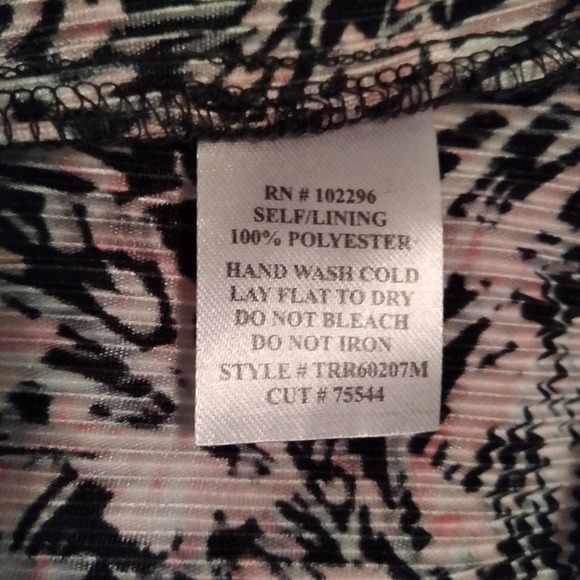 RN # 102296
SELF/LINING
100% POLYESTER
HAND WASH COLD
LAY FLAT TO DRY
DO NOT BLEACH
DO NOT IRON
STYLE # TRR60207M
CUT # 75544